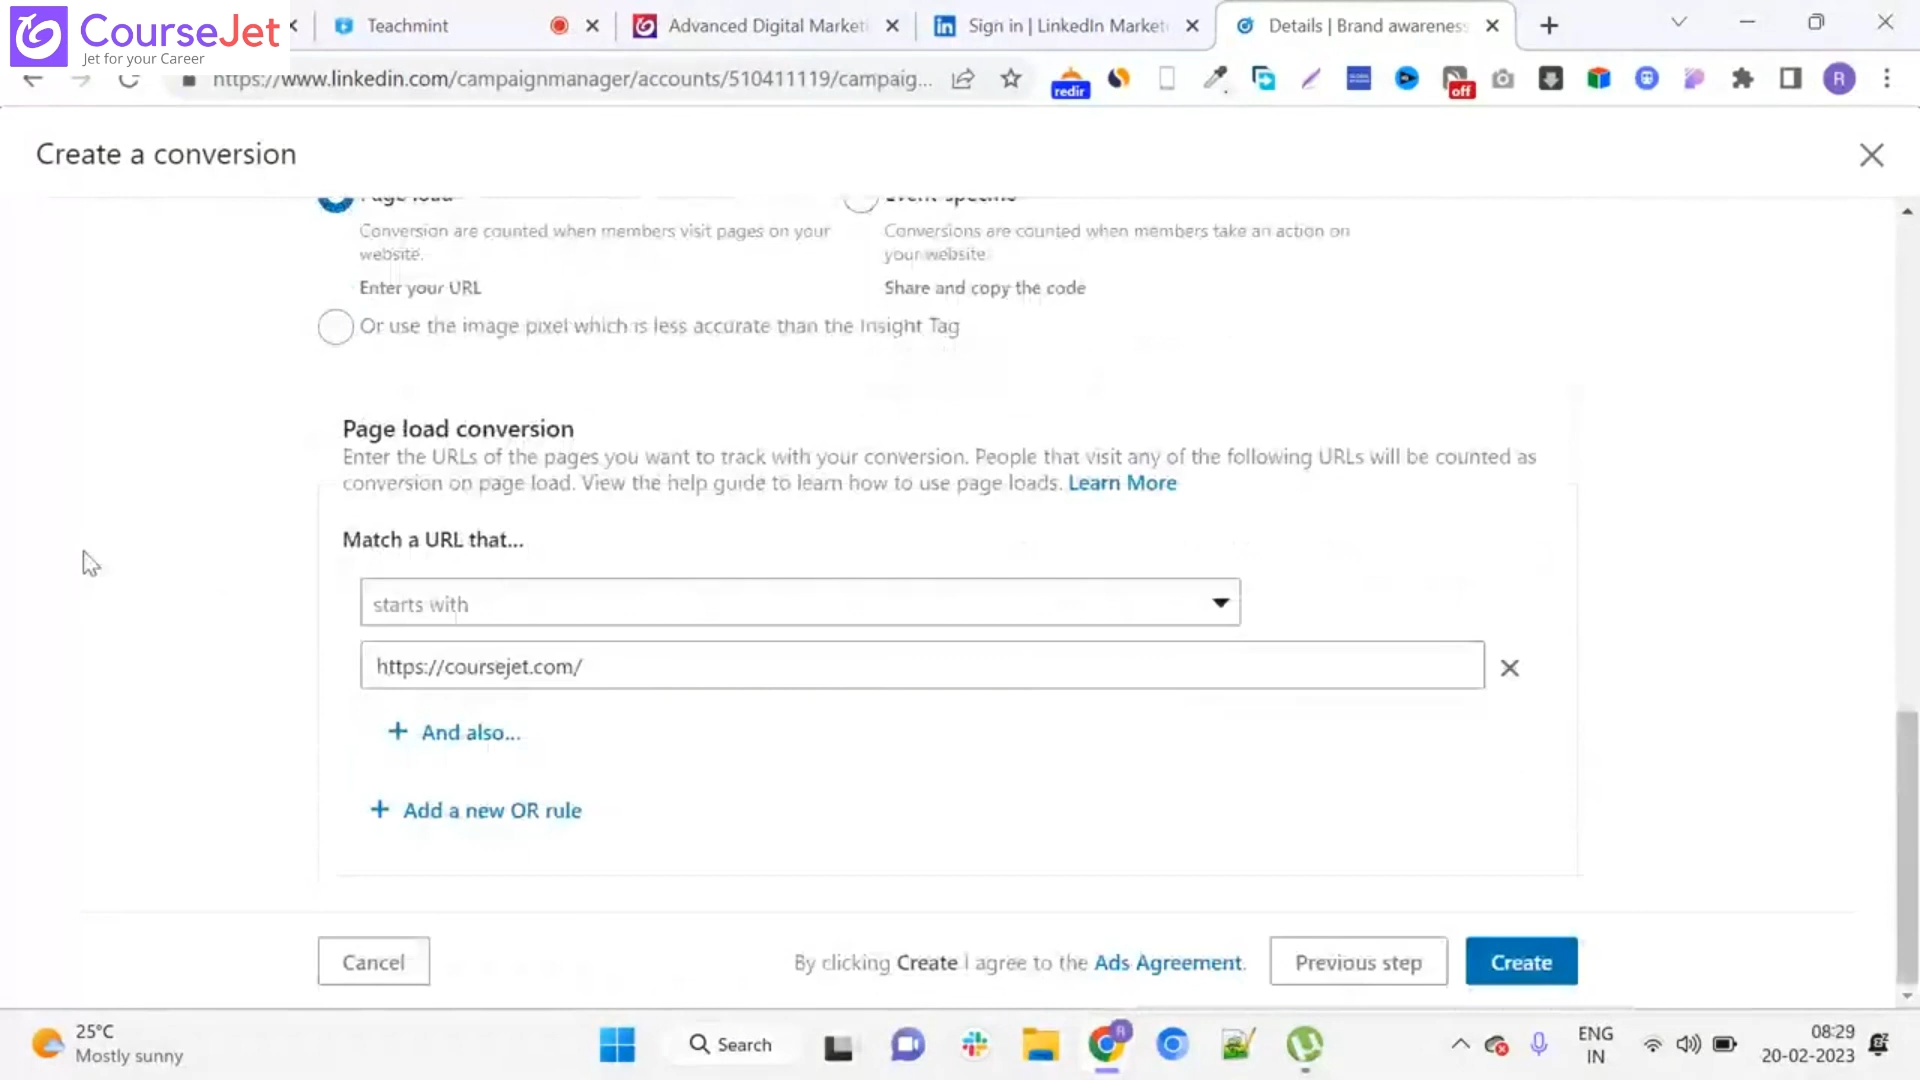 CourseJet
Jet for your Career
Teachmint
Advanced Digital Market
Sign in | LinkedIn Market
Details | Brand awareness
https://www.linkedin.com/campaignmanager/accounts/510411119/campaig...
redir
off
R
Create a conversion
Page load
Event-specific
Conversion are counted when members visit pages on your
website.
Conversions are counted when members take an action on
your website.
Enter your URL
Share and copy the code
Or use the image pixel which is less accurate than the Insight Tag
Page load conversion
Enter the URLs of the pages you want to track with your conversion. People that visit any of the following URLs will be counted as
conversion on page load. View the help guide to learn how to use page loads. Learn More
Match a URL that...
starts with
https://coursejet.com/
And also...
Add a new OR rule
Cancel
By clicking Create I agree to the Ads Agreement.
Previous step
Create
25°C
Mostly sunny
Search
R
ENG
IN
08:29
20-02-2023